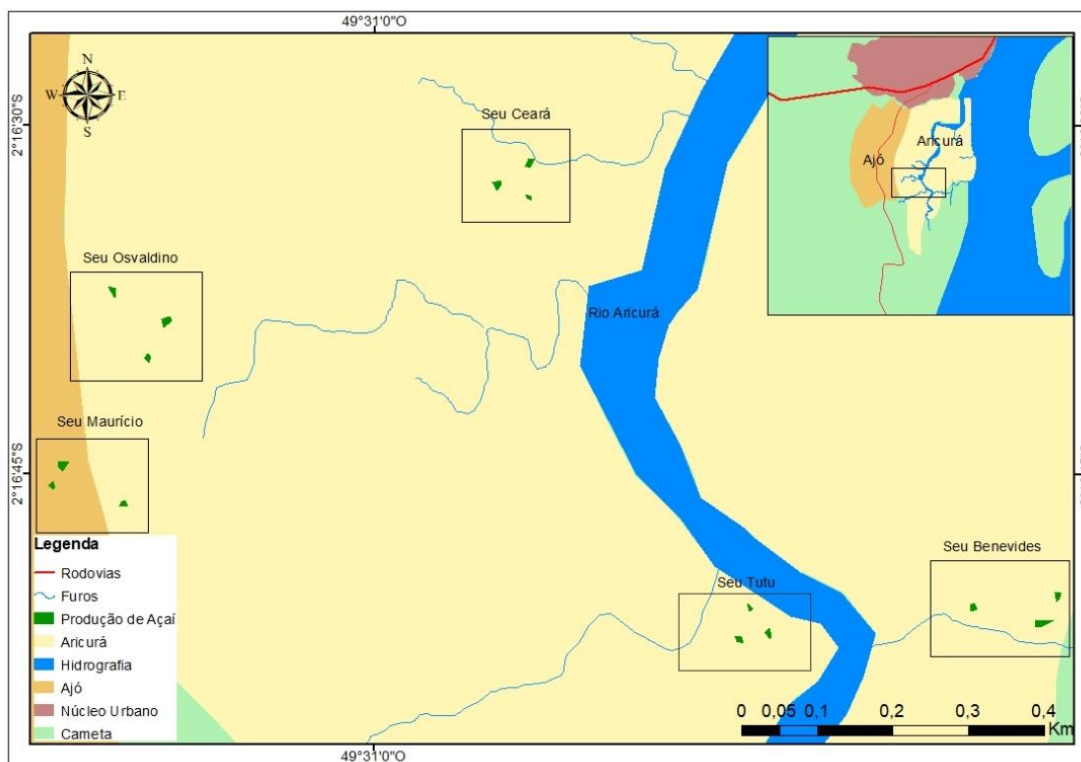 49°31'0"O
N
W
E
S
2°16'30"S
Seu Ceará
Ajó
Aricurá
Seu Osvaldino
Rio Aricurá
Seu Maurício
2°16'45"S
Legenda
Rodovias
Furos
Produção de Açaí
Aricurá
Hidrografia
Ajó
Núcleo Urbano
Cameta
Seu Tutu
Seu Benevides
0 0,05 0,1 0,2 0,3 0,4
Km
49°31'0"O